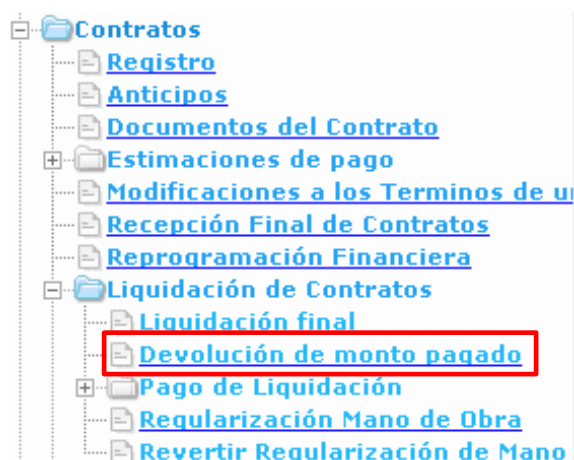 Contratos
Registro
Anticipos
Documentos del Contrato
Estimaciones de pago
Modificaciones a los Terminos de
Recepción Final de Contratos
Reprogramación Financiera
Liquidación de Contratos
Liquidación final
Devolución de monto pagado
Pago de Liquidación
Regularización Mano de Obra
Revertir Regularización de Mano